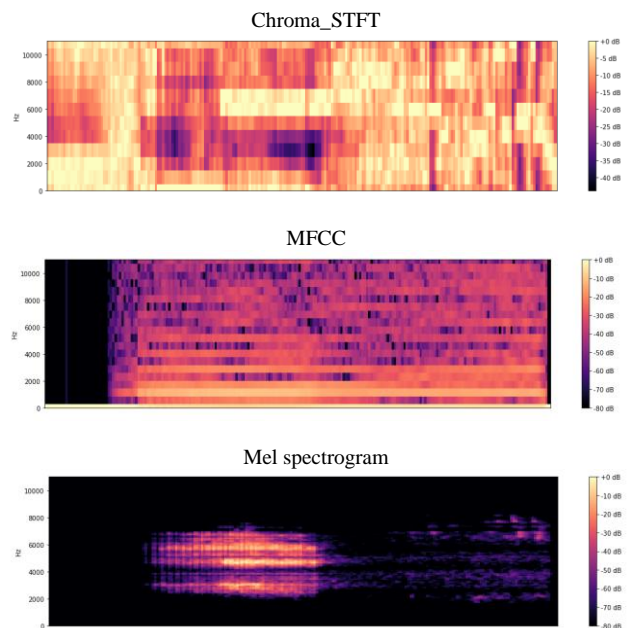 Chroma_STFT
10000
8000
6000
4000
2000
0
Hz
+0 dB
-5 dB
-10 dB
-15 dB
-20 dB
-25 dB
-30 dB
-35 dB
-40 dB
MFCC
10000
8000
6000
4000
2000
0
Hz
+0 dB
-10 dB
-20 dB
-30 dB
-40 dB
-50 dB
-60 dB
-70 dB
-80 dB
Mel spectrogram
10000
8000
6000
4000
2000
0
Hz
+0 dB
-10 dB
-20 dB
-30 dB
-40 dB
-50 dB
-60 dB
-70 dB
-80 dB